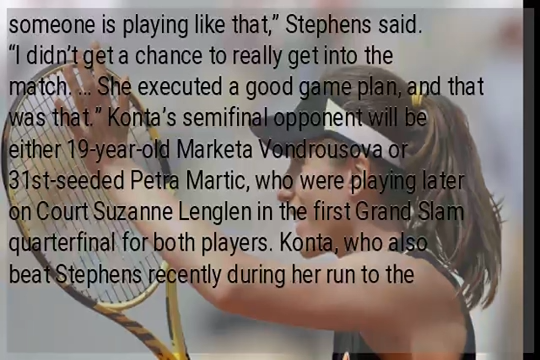 someone is playing like that,” Stephens said.
“I didn’t get a chance to really get into the
match. ... She executed a good game plan, and that
was that.” Konta’s semifinal opponent will be
either 19-year-old Marketa Vondrousova or
31st-seeded Petra Martic, who were playing later
on Court Suzanne Lenglen in the first Grand Slam
quarterfinal for both players. Konta, who also
beat Stephens recently during her run to the